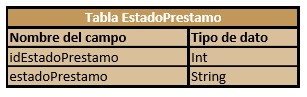 Tabla EstadoPrestamo
Nombre del campo Tipo de dato
idEstadoPrestamo Int
estadoPrestamo String